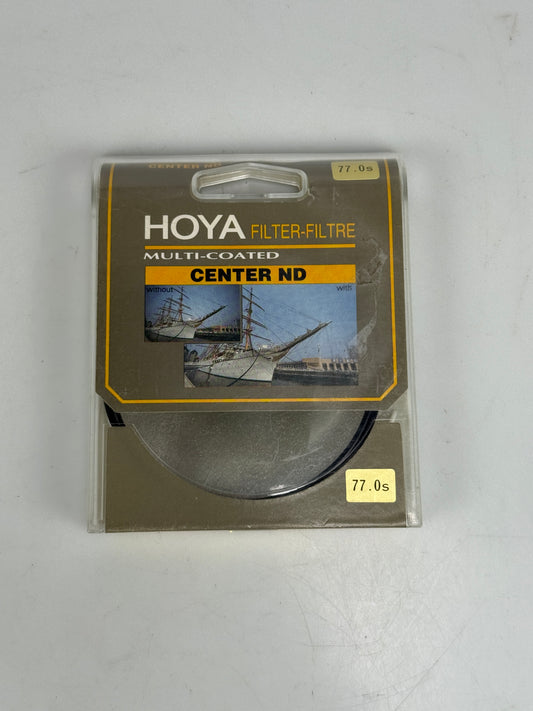 CENTER ND
77.0s
HOYA FILTER-FILTRE
MULTI-COATED
CENTER ND
without
with
77.0s